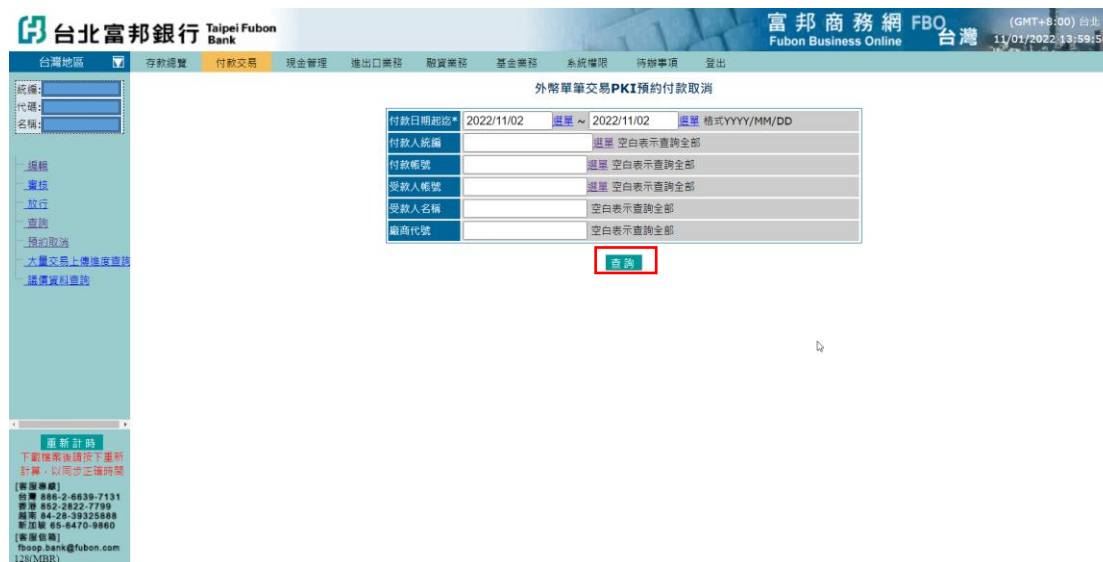 台北富邦銀行 Taipei Fubon Bank
富邦商務網 FBO 台灣
Fubon Business Online
(GMT+8:00) 台北
11/01/2022 13:59:5
台灣地區 存款總覽 付款交易 現金管理 進出口業務 融資業務 基金業務 系統權限 待辦事項 登出
統編:
代碼:
名稱:
編輯
審核
放行
查詢
預約取消
大量交易上傳進度查詢
議價資料查詢
外幣單筆交易PKI預約付款取消
付款日期起迄* 2022/11/02 選單 ~ 2022/11/02 選單 格式YYYY/MM/DD
付款人統編 選單 空白表示查詢全部
付款帳號 選單 空白表示查詢全部
受款人帳號 選單 空白表示查詢全部
受款人名稱 空白表示查詢全部
廠商代號 空白表示查詢全部
查詢
重新計時
下載檔案後請按下重新
計算，以同步正確時間
[客服專線]
台灣 886-2-6639-7131
香港 852-2822-7799
越南 84-28-39325888
新加坡 65-6470-9860
[客服信箱]
fboop.bank@fubon.com
128(MBR)